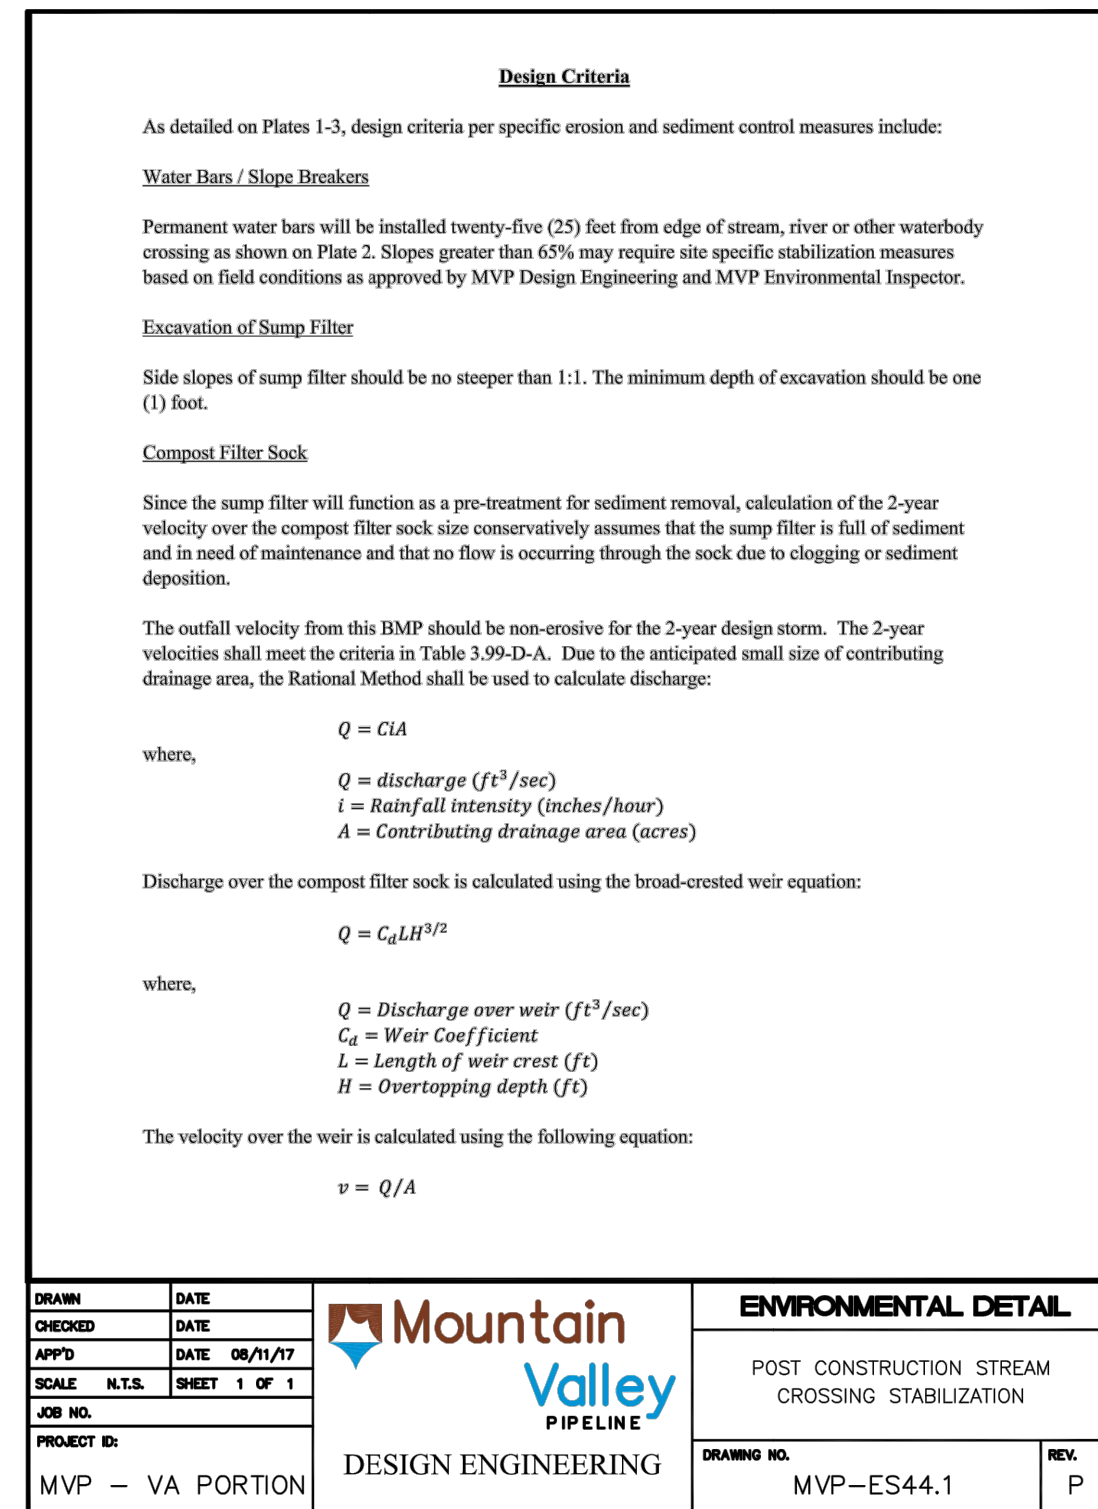 Design Criteria
As detailed on Plates 1-3, design criteria per specific erosion and sediment control measures include:
Water Bars / Slope Breakers
Permanent water bars will be installed twenty-five (25) feet from edge of stream, river or other waterbody
crossing as shown on Plate 2. Slopes greater than 65% may require site specific stabilization measures
based on field conditions as approved by MVP Design Engineering and MVP Environmental Inspector.
Excavation of Sump Filter
Side slopes of sump filter should be no steeper than 1:1. The minimum depth of excavation should be one
(1) foot.
Compost Filter Sock
Since the sump filter will function as a pre-treatment for sediment removal, calculation of the 2-year
velocity over the compost filter sock size conservatively assumes that the sump filter is full of sediment
and in need of maintenance and that no flow is occurring through the sock due to clogging or sediment
deposition.
The outfall velocity from this BMP should be non-erosive for the 2-year design storm. The 2-year
velocities shall meet the criteria in Table 3.99-D-A. Due to the anticipated small size of contributing
drainage area, the Rational Method shall be used to calculate discharge:
Q = CiA
where,
Q = discharge (ft³/sec)
i = Rainfall intensity (inches/hour)
A = Contributing drainage area (acres)
Discharge over the compost filter sock is calculated using the broad-crested weir equation:
Q = C_dLH^{3/2}
where,
Q = Discharge over weir (ft³/sec)
C_d = Weir Coefficient
L = Length of weir crest (ft)
H = Overtopping depth (ft)
The velocity over the weir is calculated using the following equation:
v = Q/A
DRAWN DATE
CHECKED DATE
APP'D DATE 08/11/17
SCALE N.T.S. SHEET 1 OF 1
JOB NO.
PROJECT ID:
MVP – VA PORTION
Mountain
Valley
PIPELINE
DESIGN ENGINEERING
ENVIRONMENTAL DETAIL
POST CONSTRUCTION STREAM
CROSSING STABILIZATION
DRAWING NO.
MVP–ES44.1
REV.
P